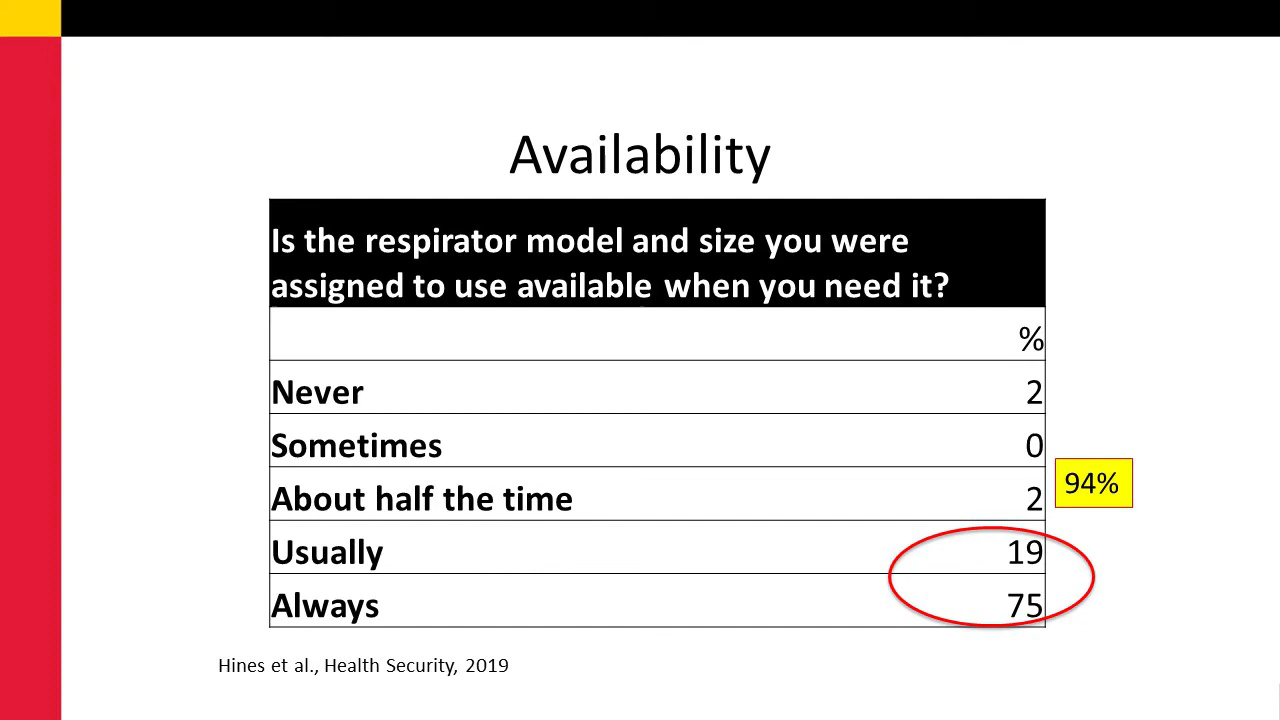 Availability
Is the respirator model and size you were
assigned to use available when you need it?
%
Never 2
Sometimes 0
About half the time 2
94%
Usually 19
Always 75
Hines et al., Health Security, 2019